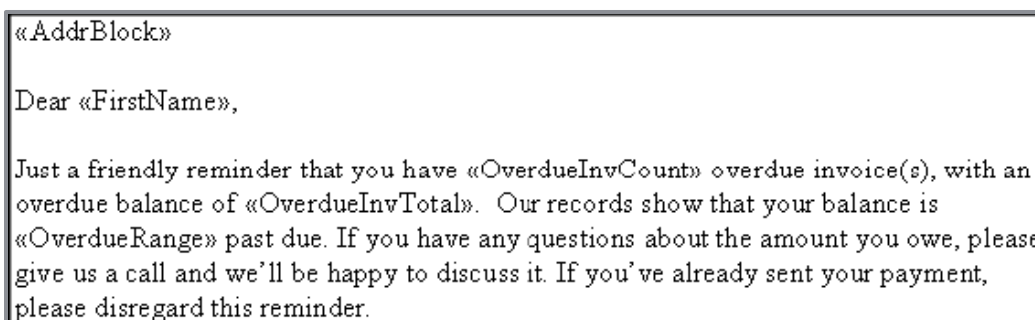 «AddrBlock»
Dear «FirstName»,
Just a friendly reminder that you have «OverdueInvCount» overdue invoice(s), with an
overdue balance of «OverdueInvTotal».  Our records show that your balance is
«OverdueRange» past due. If you have any questions about the amount you owe, please
give us a call and we'll be happy to discuss it. If you've already sent your payment,
please disregard this reminder.